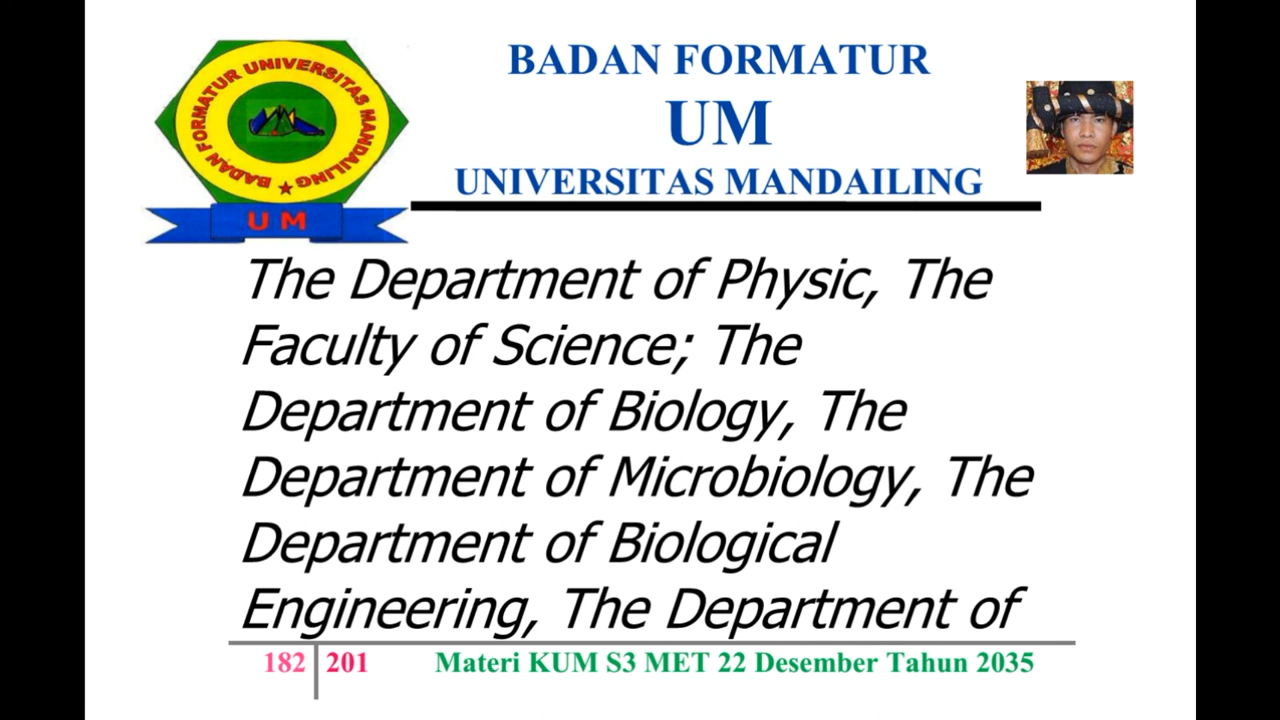 BADAN FORMATUR UNIVERSITAS MANDAILING
UM
BADAN FORMATUR
UM
UNIVERSITAS MANDAILING
The Department of Physic, The
Faculty of Science; The
Department of Biology, The
Department of Microbiology, The
Department of Biological
Engineering, The Department of
182 201 Materi KUM S3 MET 22 Desember Tahun 2035